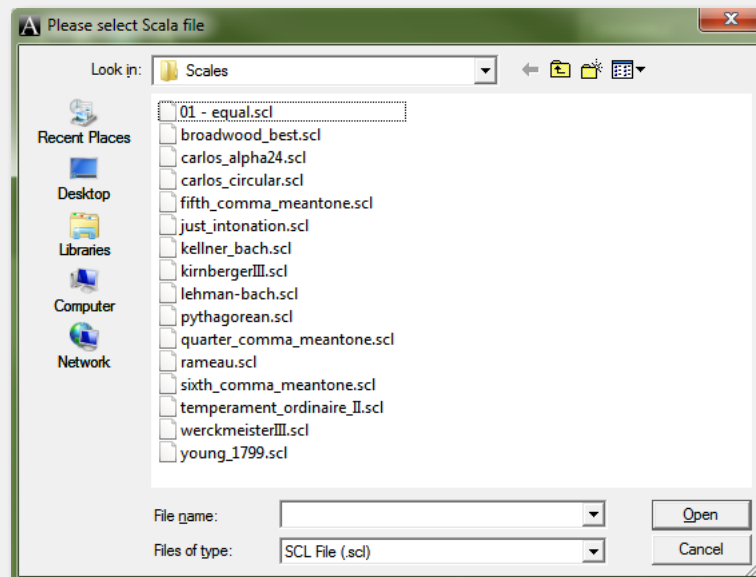 A Please select Scala file
X
Look in: Scales
Recent Places
Desktop
Libraries
Computer
Network
01 - equal.scl
broadwood_best.scl
carlos_alpha24.scl
carlos_circular.scl
fifth_comma_meantone.scl
just_intonation.scl
kellner_bach.scl
kirnbergerⅢ.scl
lehman-bach.scl
pythagorean.scl
quarter_comma_meantone.scl
rameau.scl
sixth_comma_meantone.scl
temperament_ordinaire_Ⅱ.scl
werckmeisterⅢ.scl
young_1799.scl
File name:
Open
Files of type: SCL File (.scl)
Cancel